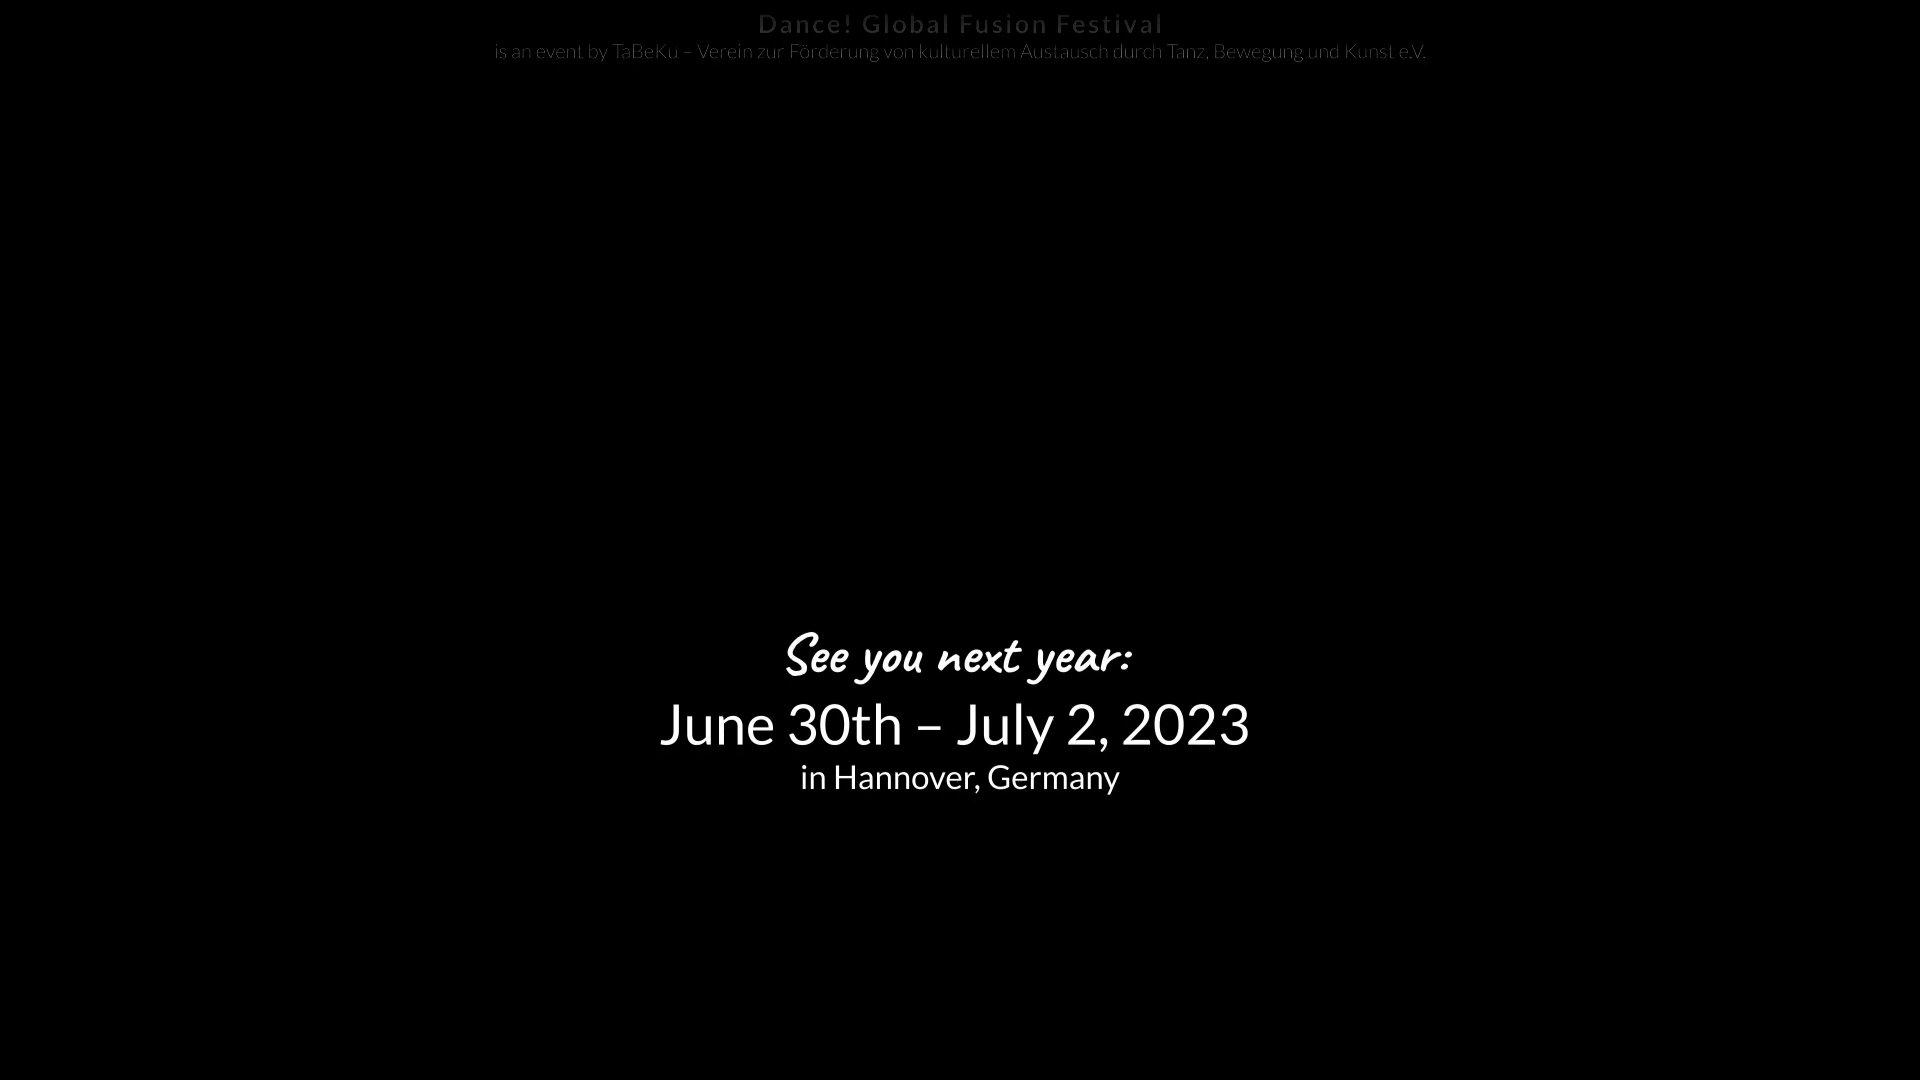 Dance! Global Fusion Festival
is an event by TaBeKu – Verein zur Förderung von kulturellem Austausch durch Tanz, Bewegung und Kunst e.V.
See you next year:
June 30th – July 2, 2023
in Hannover, Germany